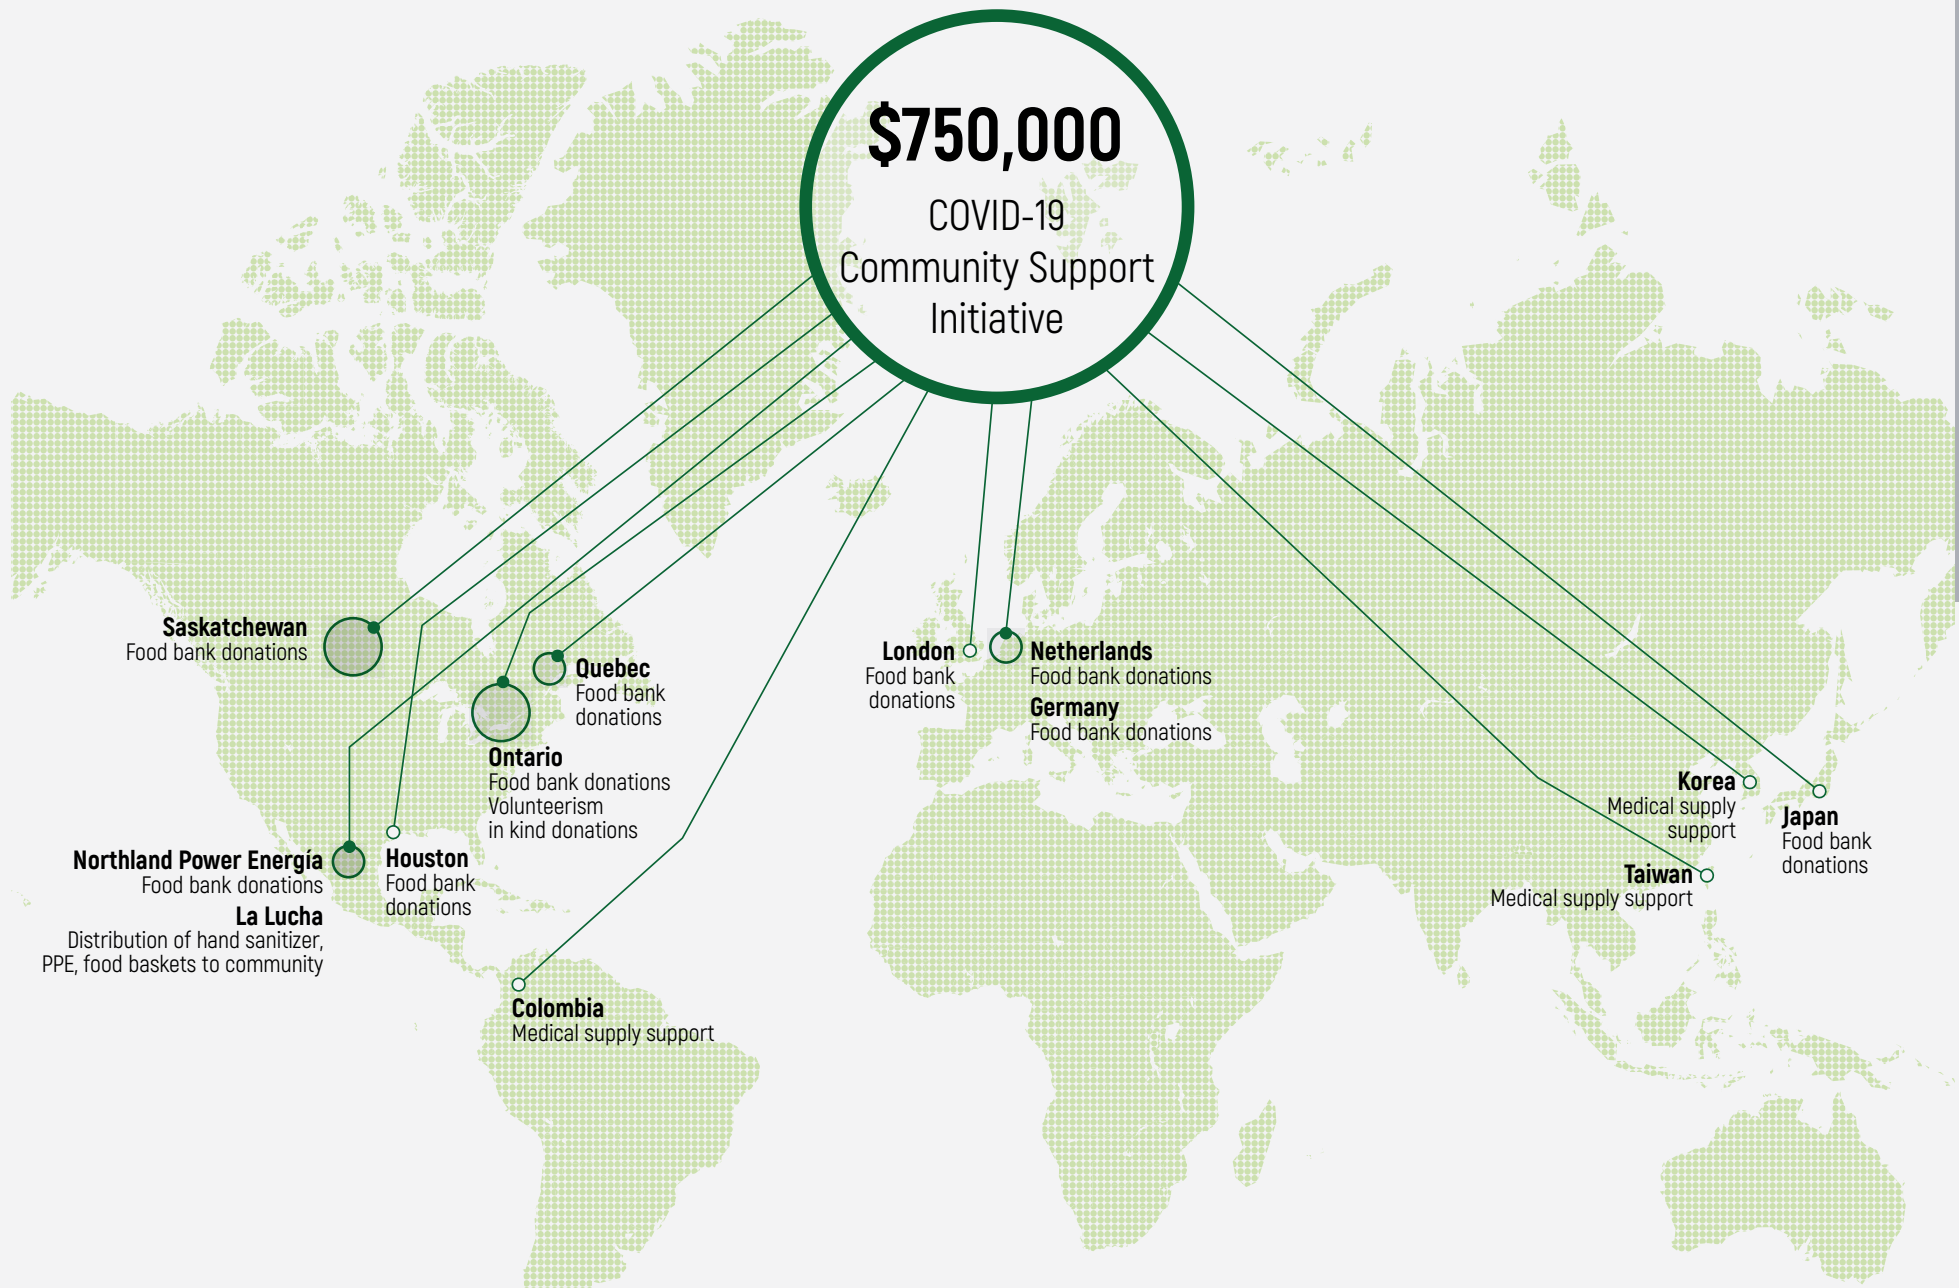 $750,000
COVID-19
Community Support
Initiative
Saskatchewan
Food bank donations
Quebec
Food bank
donations
Ontario
Food bank donations
Volunteerism
in kind donations
Northland Power Energía
Food bank donations
La Lucha
Distribution of hand sanitizer,
PPE, food baskets to community
Houston
Food bank
donations
Colombia
Medical supply support
London
Food bank
donations
Netherlands
Food bank donations
Germany
Food bank donations
Korea
Medical supply
support
Japan
Food bank
donations
Taiwan
Medical supply support